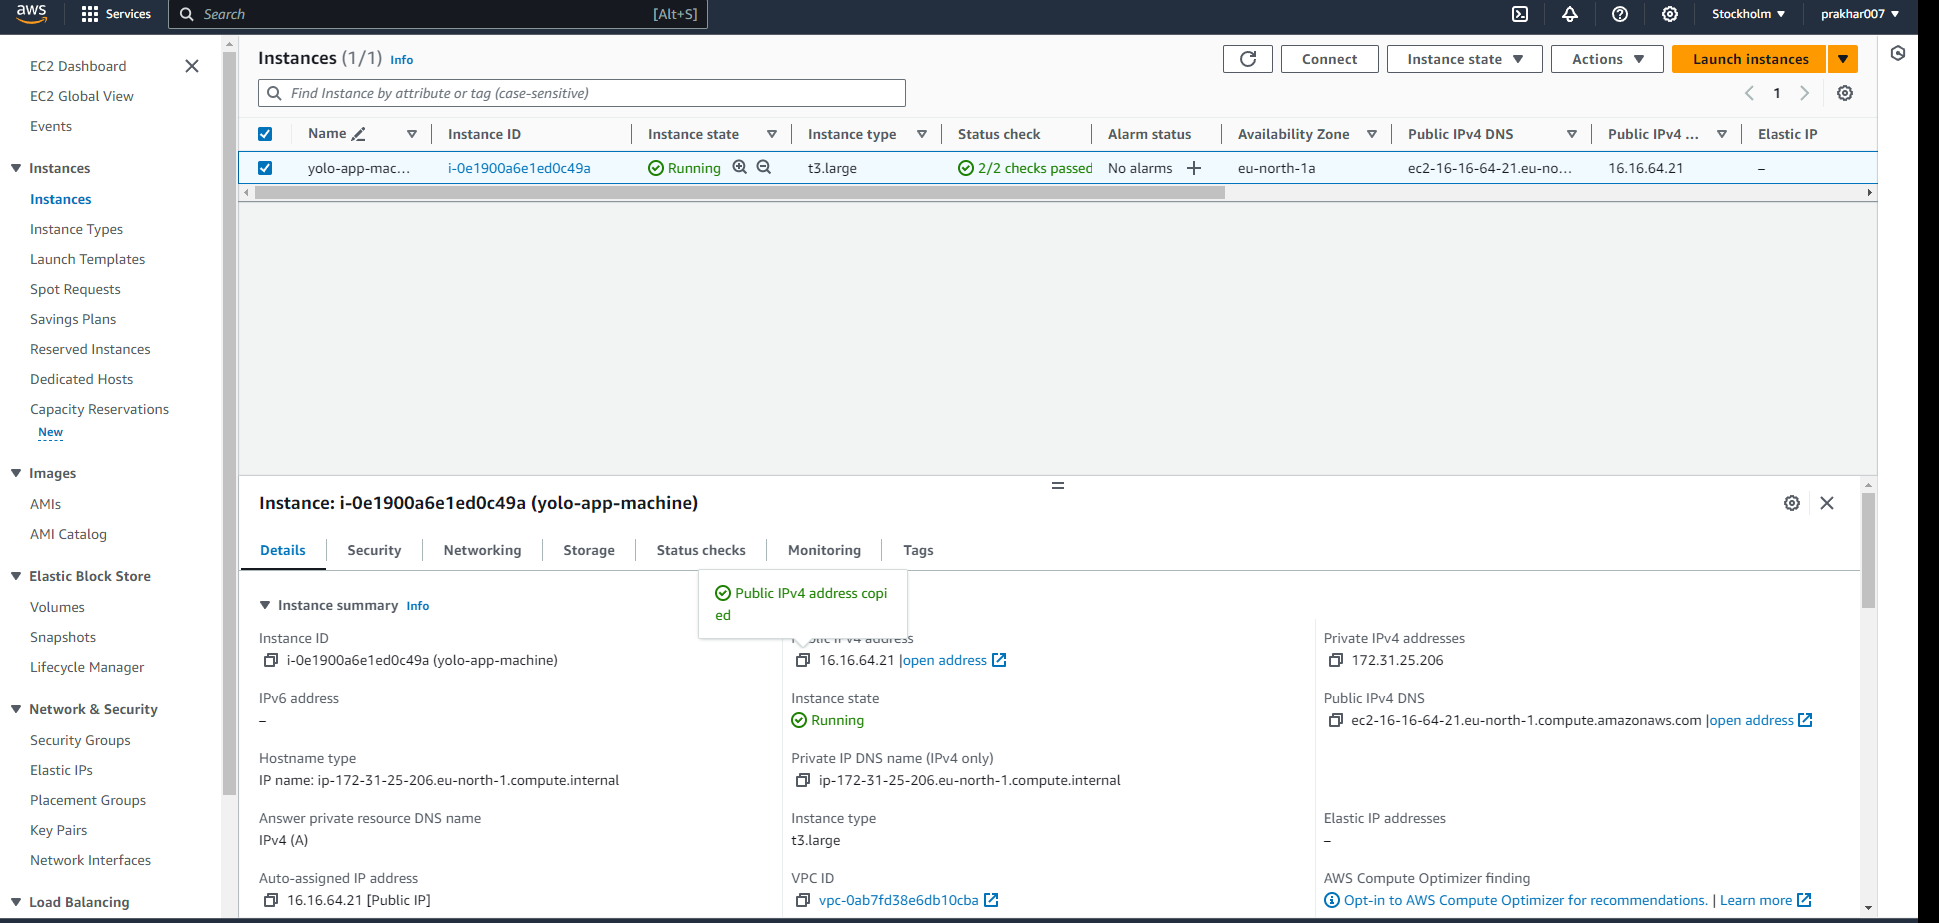 aws Services Search [Alt+S] Stockholm prakhar007
EC2 Dashboard
EC2 Global View
Events
Instances
Instances
Instance Types
Launch Templates
Spot Requests
Savings Plans
Reserved Instances
Dedicated Hosts
Capacity Reservations
New
Images
AMIs
AMI Catalog
Elastic Block Store
Volumes
Snapshots
Lifecycle Manager
Network & Security
Security Groups
Elastic IPs
Placement Groups
Key Pairs
Network Interfaces
Load Balancing
Instances (1/1) Info Connect Instance state Actions Launch instances
Find Instance by attribute or tag (case-sensitive) 1
Name Instance ID Instance state Instance type Status check Alarm status Availability Zone Public IPv4 DNS Public IPv4 ... Elastic IP
yolo-app-mac... i-0e1900a6e1ed0c49a Running t3.large 2/2 checks passed No alarms + eu-north-1a ec2-16-16-64-21.eu-no... 16.16.64.21 –
Instance: i-0e1900a6e1ed0c49a (yolo-app-machine)
Details Security Networking Storage Status checks Monitoring Tags
Public IPv4 address copi
ed
Instance summary Info
Instance ID
i-0e1900a6e1ed0c49a (yolo-app-machine)
Public IPv4 address
16.16.64.21 |open address
Private IPv4 addresses
172.31.25.206
IPv6 address
–
Instance state
Running
Public IPv4 DNS
ec2-16-16-64-21.eu-north-1.compute.amazonaws.com |open address
Hostname type
IP name: ip-172-31-25-206.eu-north-1.compute.internal
Private IP DNS name (IPv4 only)
ip-172-31-25-206.eu-north-1.compute.internal
Answer private resource DNS name
IPv4 (A)
Instance type
t3.large
Elastic IP addresses
–
Auto-assigned IP address
16.16.64.21 [Public IP]
VPC ID
vpc-0ab7fd38e6db10cba
AWS Compute Optimizer finding
Opt-in to AWS Compute Optimizer for recommendations. | Learn more